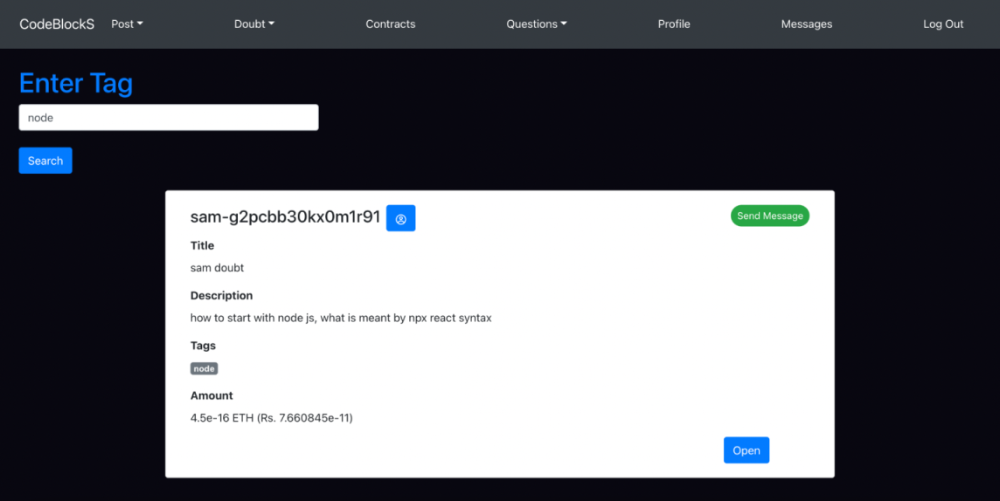 CodeBlockS Post Doubt Contracts Questions Profile Messages Log Out
Enter Tag
node
Search
sam-g2pcbb30kx0m1r91 Send Message
Title
sam doubt
Description
how to start with node js, what is meant by npx react syntax
Tags
node
Amount
4.5e-16 ETH (Rs. 7.660845e-11)
Open